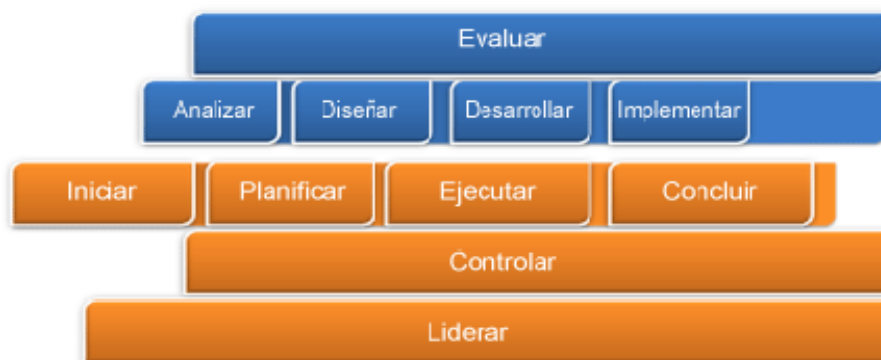 Evaluar
Analizar Diseñar Desarrollar Implementar
Iniciar Planificar Ejecutar Concluir
Controlar
Liderar